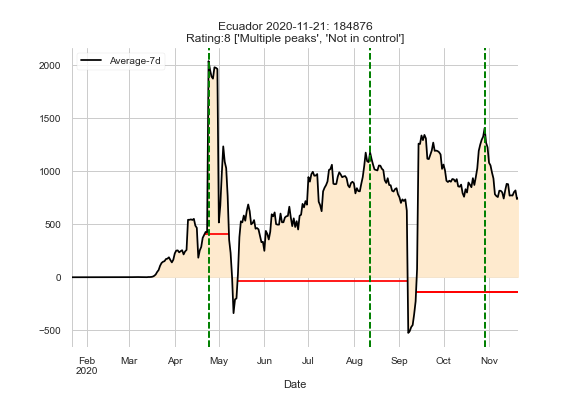 Ecuador 2020-11-21: 184876
Rating:8 ['Multiple peaks', 'Not in control']
Average-7d
2000
1500
1000
500
0
−500
Feb Mar Apr May Jun Jul Aug Sep Oct Nov
2020
Date